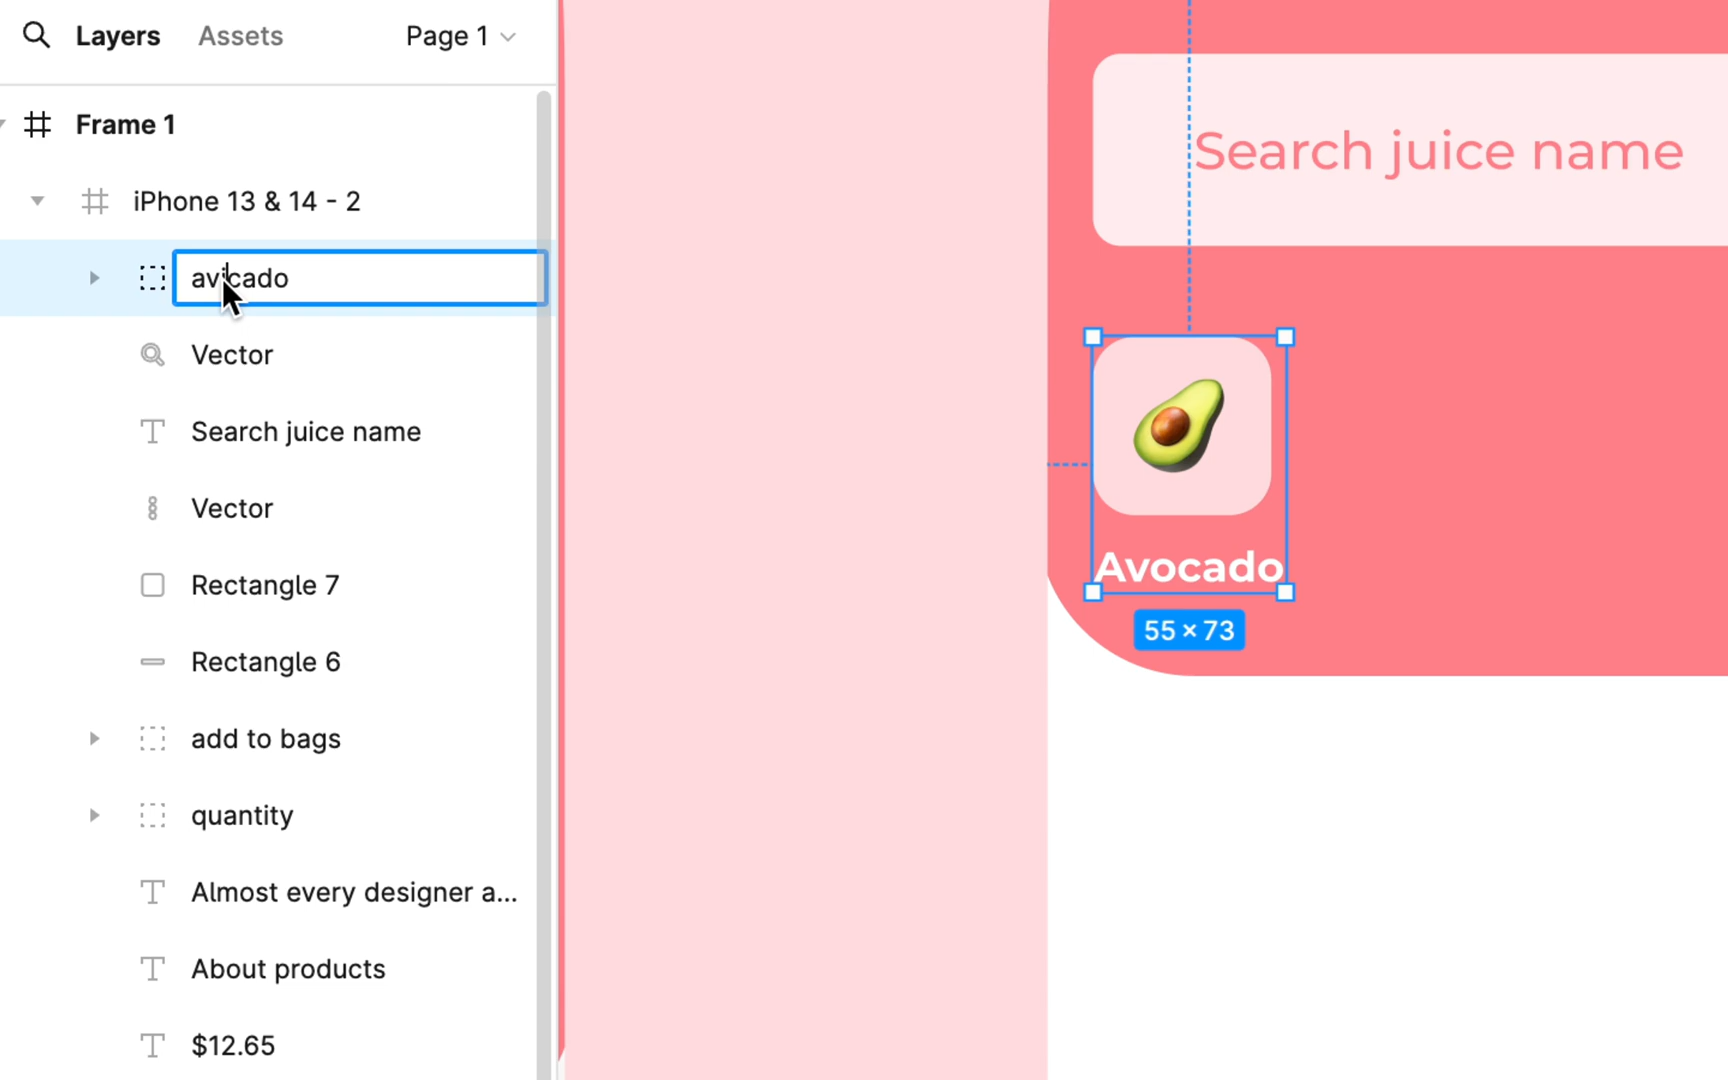 Layers Assets Page 1
Frame 1
iPhone 13 & 14 - 2
avicado
Vector
Search juice name
Vector
Rectangle 7
Rectangle 6
add to bags
quantity
Almost every designer a...
About products
$12.65
Search juice name
Avocado
55 × 73